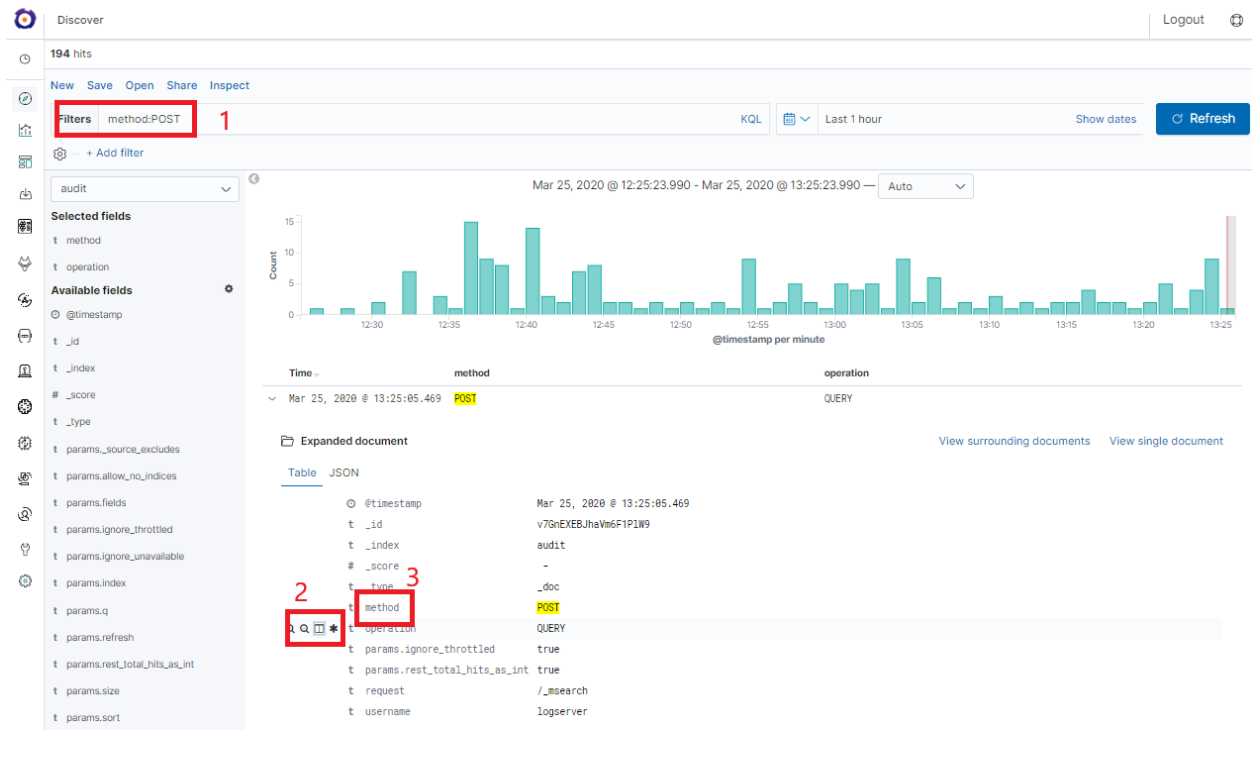 Discover
Logout
194 hits
New Save Open Share Inspect
Filters method:POST 1 KQL Last 1 hour Show dates Refresh
+ Add filter
audit
Mar 25, 2020 @ 12:25:23.990 - Mar 25, 2020 @ 13:25:23.990 — Auto
Selected fields
t method
t operation
Available fields
@timestamp
t _id
t _index
# _score
t _type
t params._source_excludes
t params.allow_no_indices
t params.fields
t params.ignore_throttled
t params.ignore_unavailable
t params.index
t params.q
t params.refresh
t params.rest_total_hits_as_int
t params.size
t params.sort
Count
15
10
5
0
12:30 12:35 12:40 12:45 12:50 12:55 13:00 13:05 13:10 13:15 13:20 13:25
@timestamp per minute
Time method operation
Mar 25, 2020 @ 13:25:05.469 POST QUERY
Expanded document
View surrounding documents View single document
Table JSON
@timestamp Mar 25, 2020 @ 13:25:05.469
t _id v7GnEXEBJhaVm6F1PlW9
t _index audit
# _score -
t _type _doc
2 3
t method POST
t operation QUERY
t params.ignore_throttled true
t params.rest_total_hits_as_int true
t request /_msearch
t username logserver